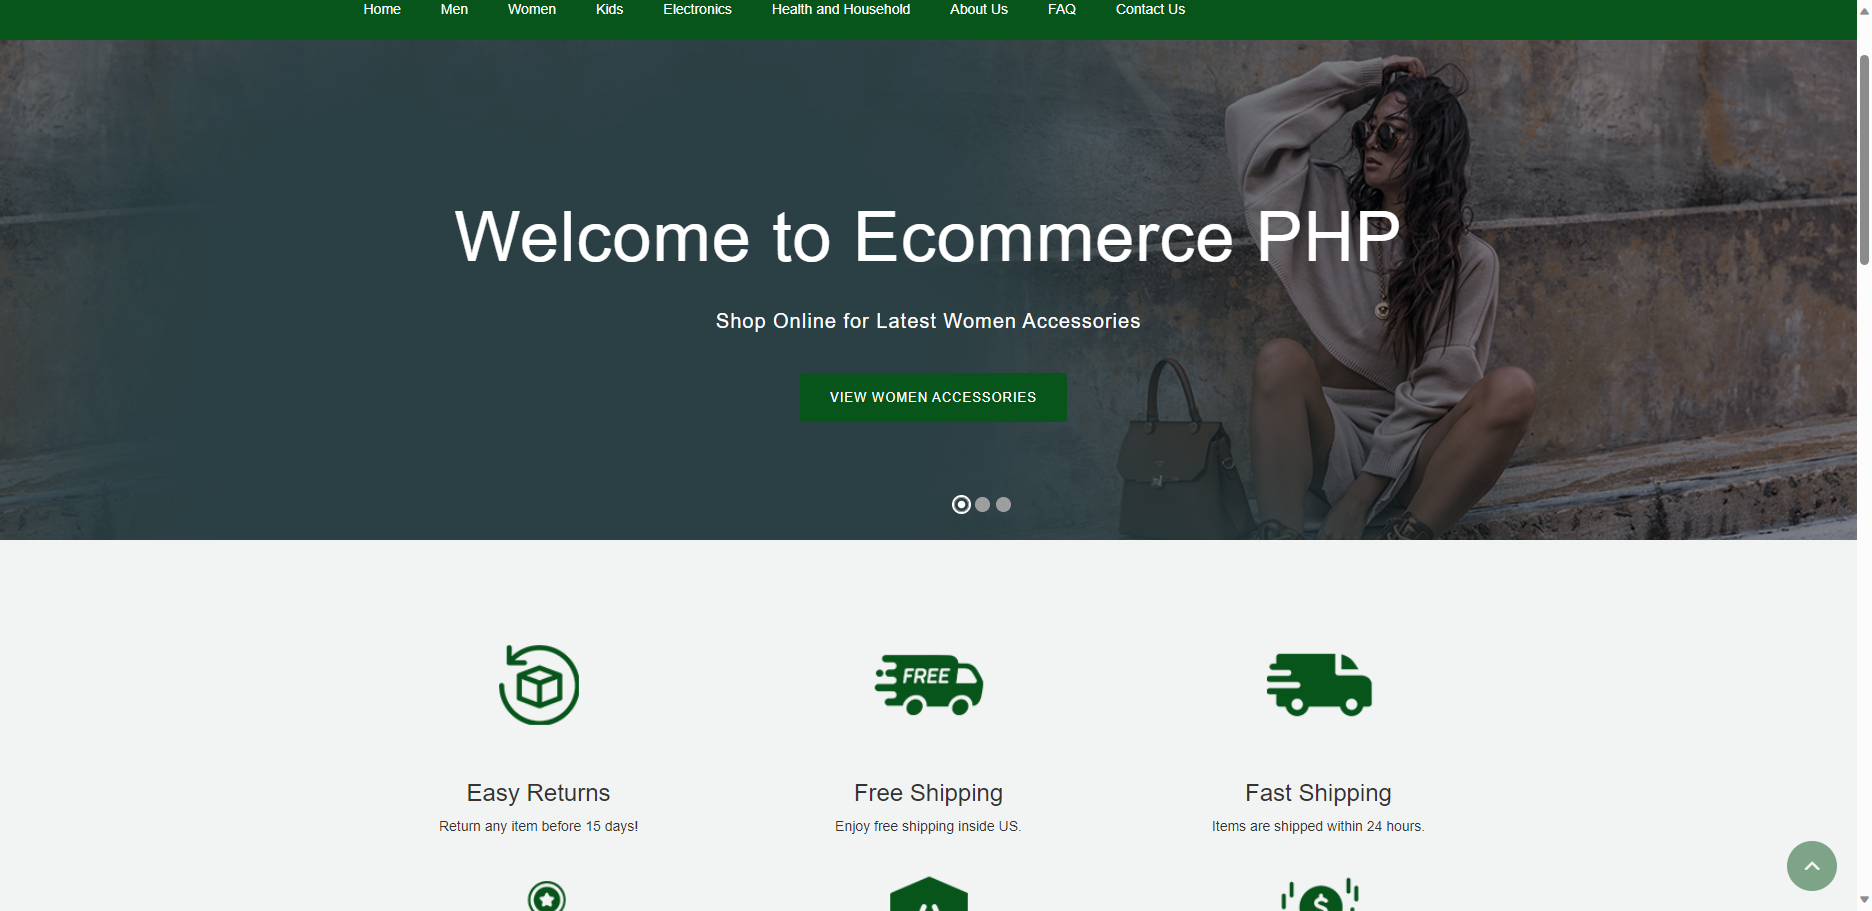 Home Men Women Kids Electronics Health and Household About Us FAQ Contact Us
Welcome to Ecommerce PHP
Shop Online for Latest Women Accessories
VIEW WOMEN ACCESSORIES
FREE
Easy Returns Free Shipping Fast Shipping
Return any item before 15 days! Enjoy free shipping inside US. Items are shipped within 24 hours.
$